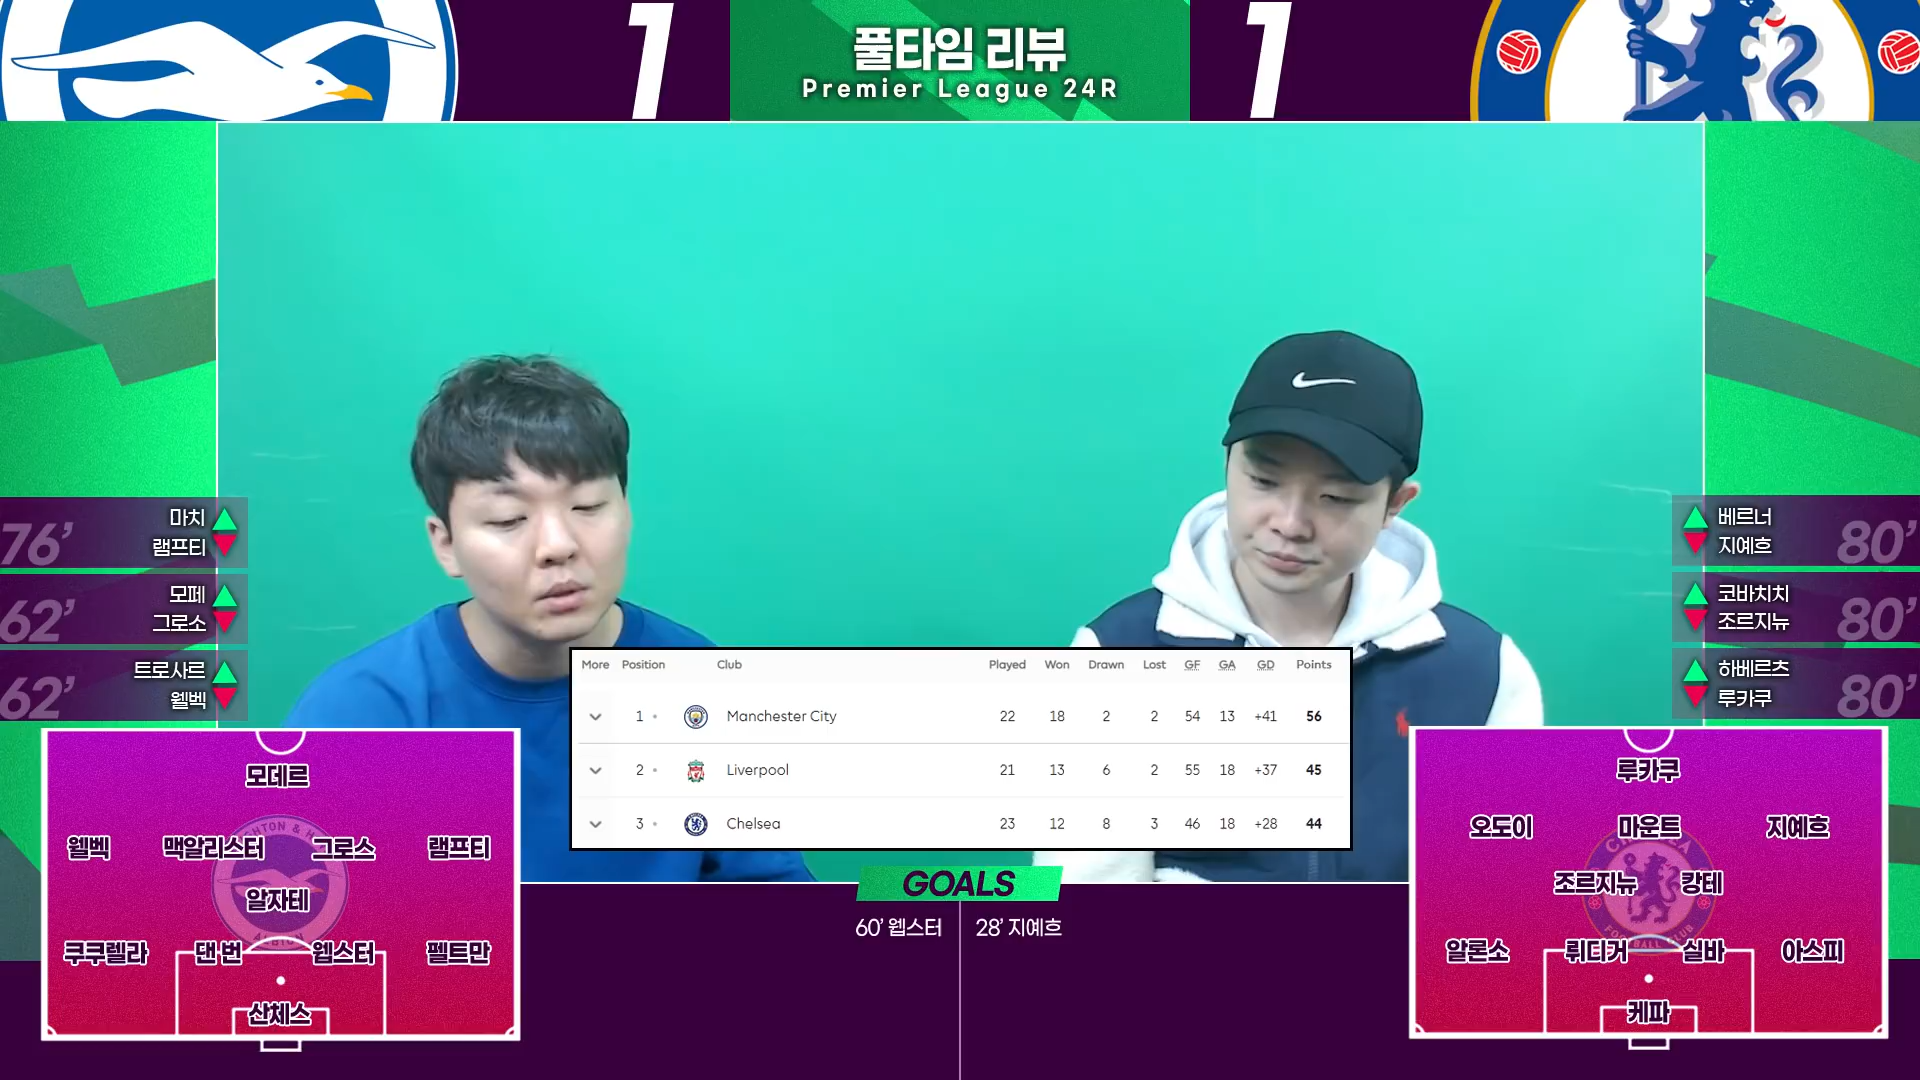 1
풀타임 리뷰
Premier League 24R
1
76’
마치
램프티
62’
모페
그로소
62’
트로사르
웰벡
베르너
지예흐
80’
코바치치
조르지뉴
80’
하베르츠
루카쿠
80’
More Position Club Played Won Drawn Lost GF GA GD Points
1 Manchester City 22 18 2 2 54 13 +41 56
2 Liverpool 21 13 6 2 55 18 +37 45
3 Chelsea 23 12 8 3 46 18 +28 44
모데르
웰벡 맥알리스터 그로스 램프티
알자테
쿠쿠렐라 댄 번 웹스터 펠트만
산체스
GOALS
60’ 웹스터
28’ 지예흐
루카쿠
오도이 마운트 지예흐
조르지뉴 캉테
CHELSEA
FOOTBALL CLUB
알론소 뤼디거 실바 아스피
케파